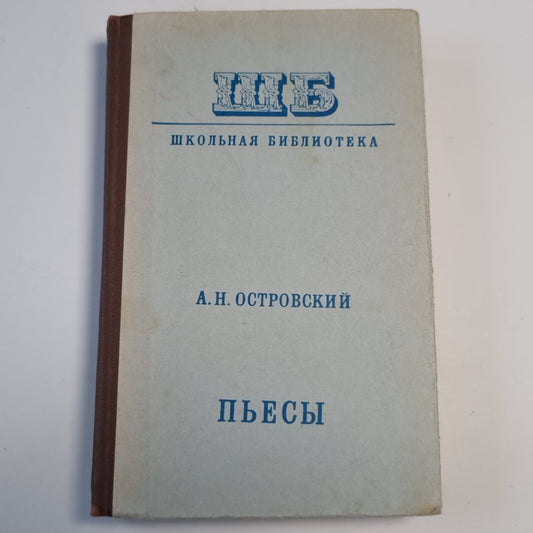 ШБ
ШКОЛЬНАЯ БИБЛИОТЕКА
А. Н. ОСТРОВСКИЙ
ПЬЕСЫ